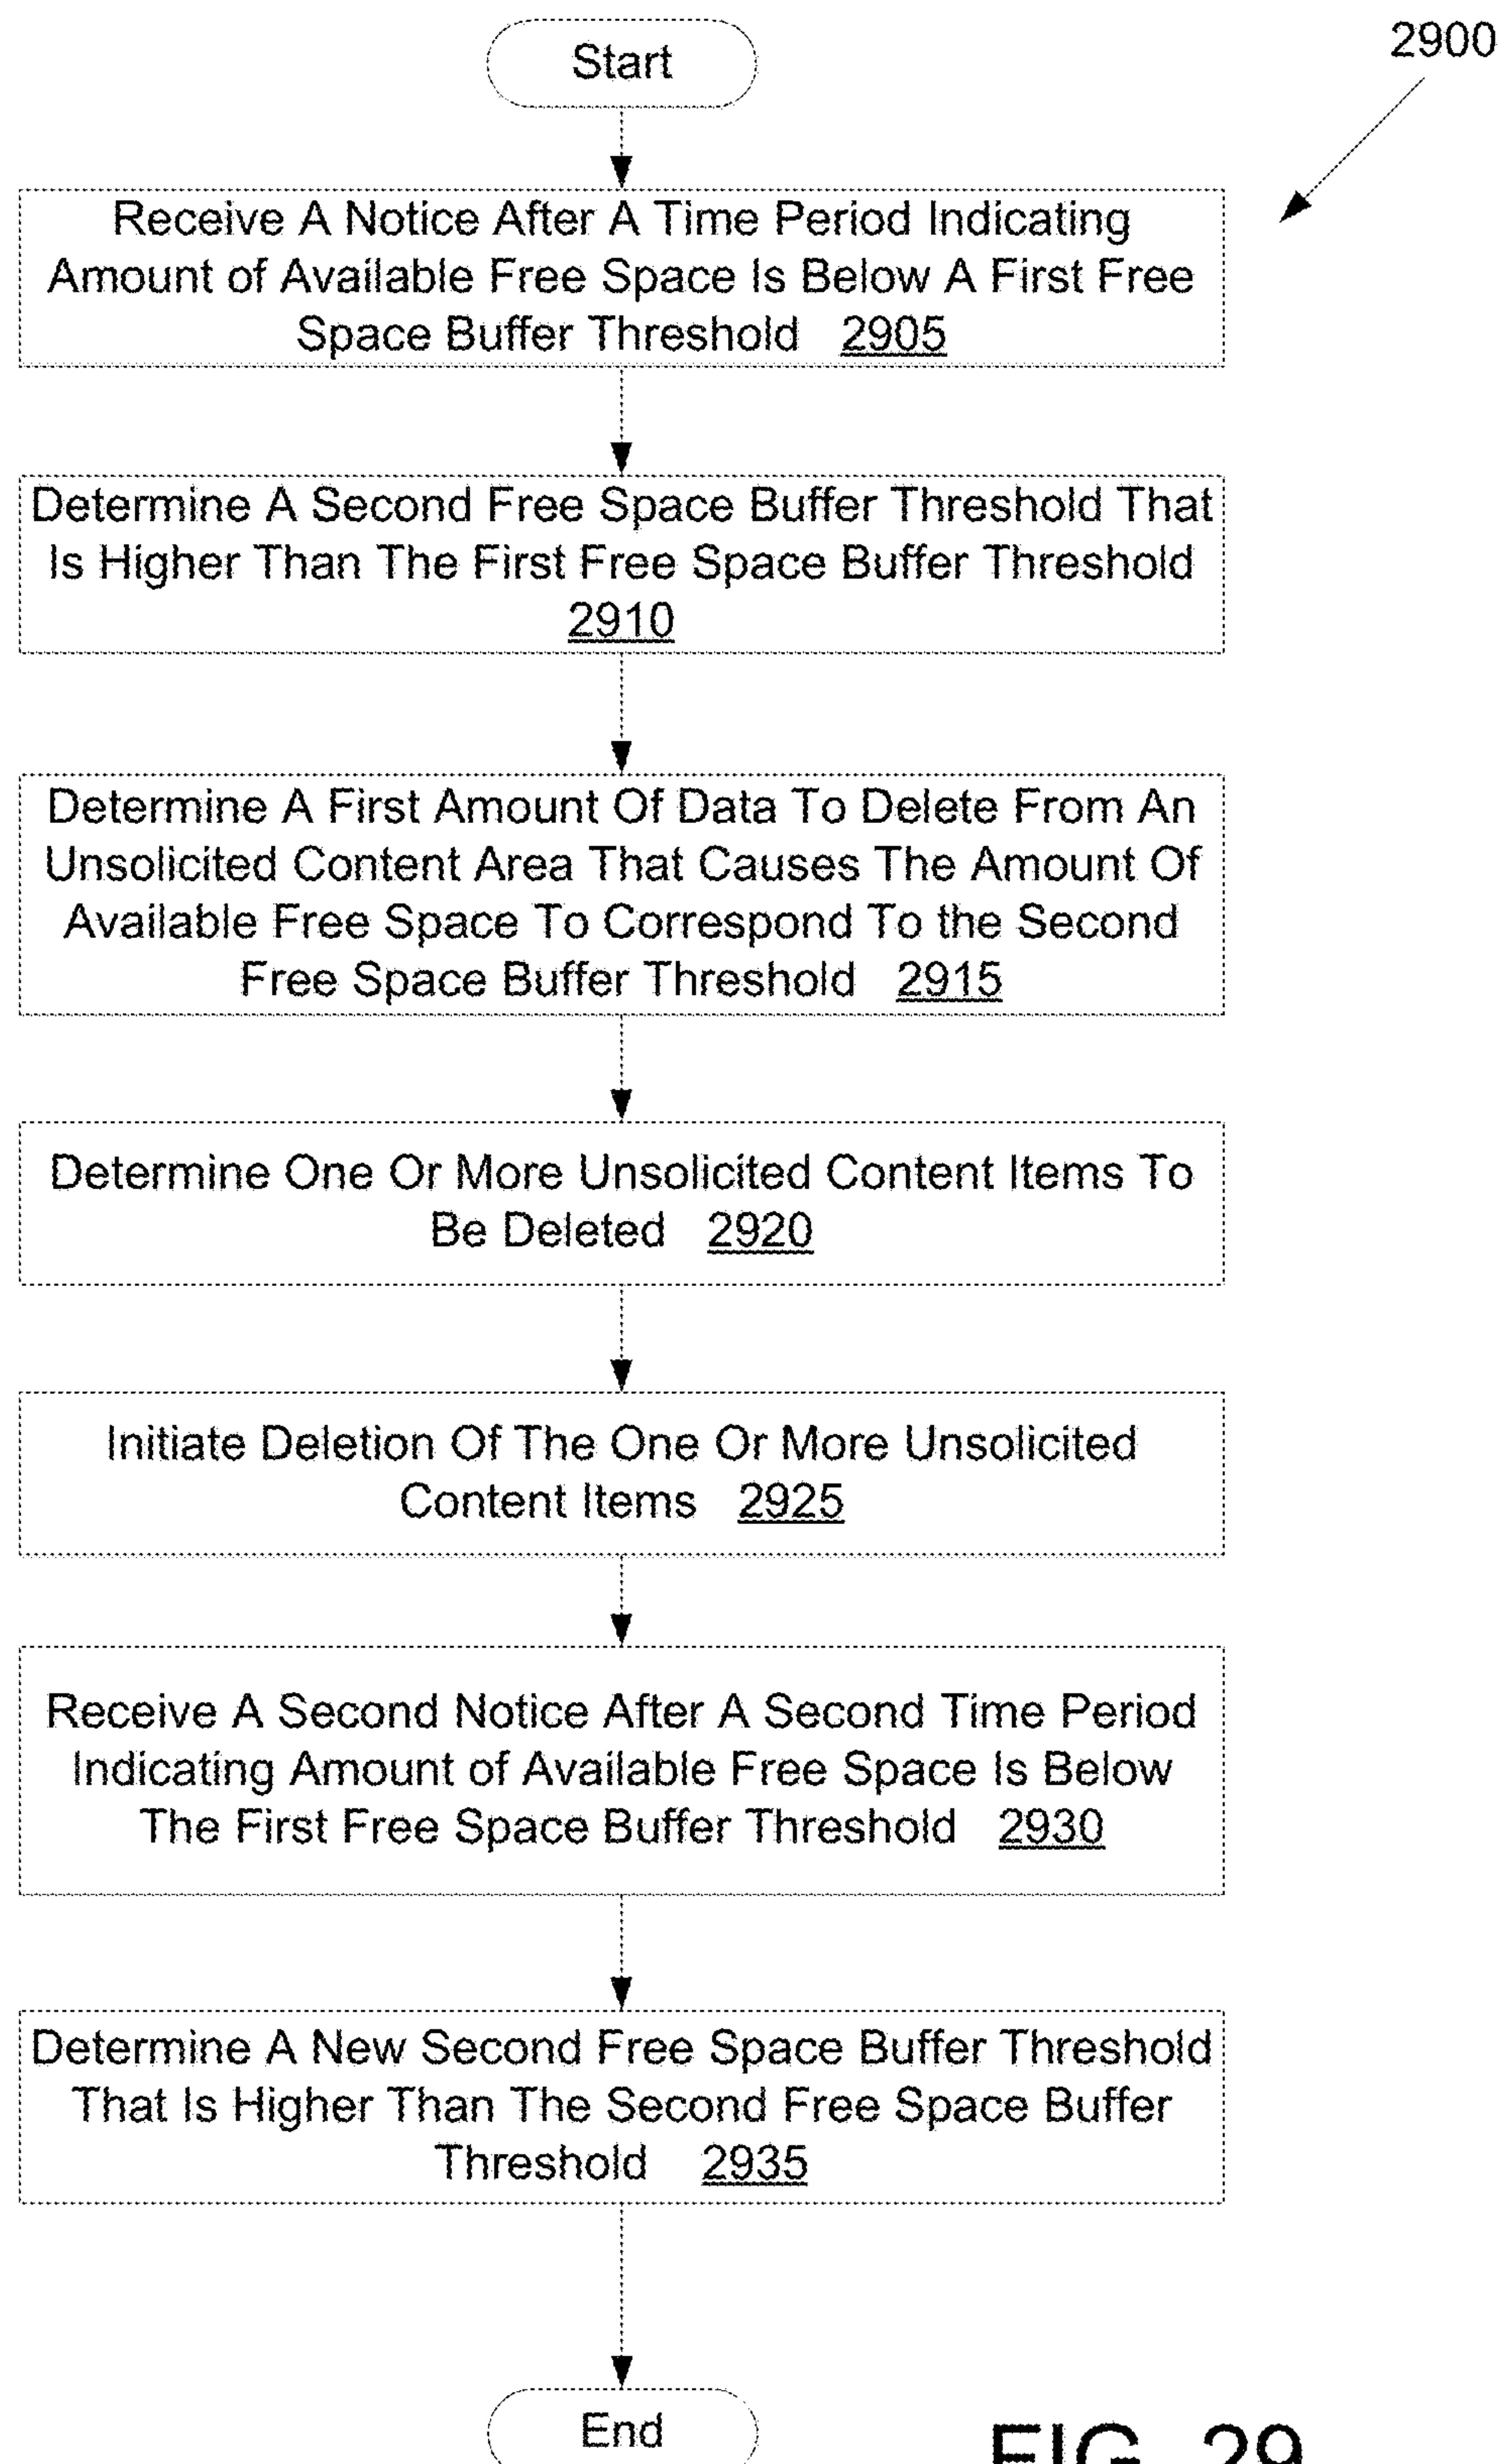 Start
2900
Receive A Notice After A Time Period Indicating
Amount of Available Free Space Is Below A First Free
Space Buffer Threshold 2905
Determine A Second Free Space Buffer Threshold That
Is Higher Than The First Free Space Buffer Threshold
2910
Determine A First Amount Of Data To Delete From An
Unsolicited Content Area That Causes The Amount Of
Available Free Space To Correspond To the Second
Free Space Buffer Threshold 2915
Determine One Or More Unsolicited Content Items To
Be Deleted 2920
Initiate Deletion Of The One Or More Unsolicited
Content Items 2925
Receive A Second Notice After A Second Time Period
Indicating Amount of Available Free Space Is Below
The First Free Space Buffer Threshold 2930
Determine A New Second Free Space Buffer Threshold
That Is Higher Than The Second Free Space Buffer
Threshold 2935
End
FIG. 29